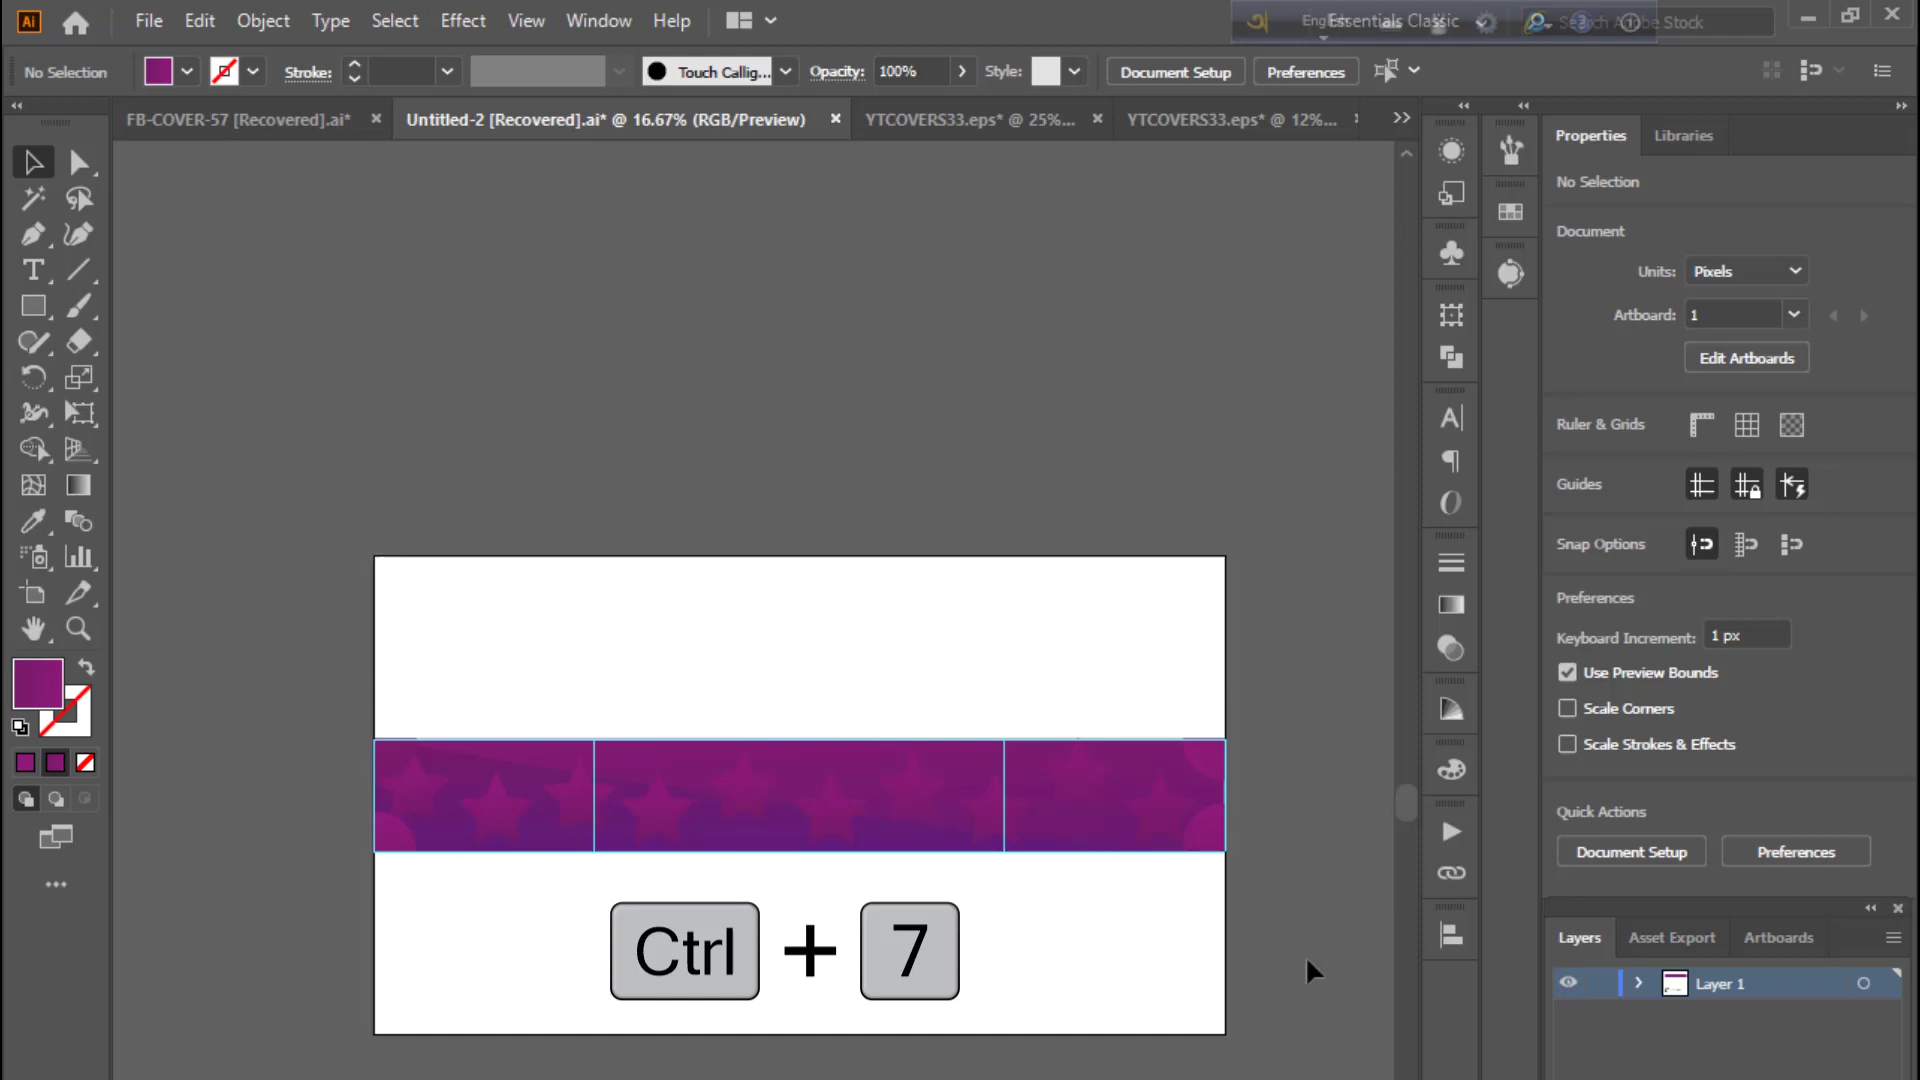 Ai File Edit Object Type Select Effect View Window Help
অ English Essentials Classic Search Adobe Stock
No Selection Stroke: Touch Callig... Opacity: 100% Style: Document Setup Preferences
FB-COVER-57 [Recovered].ai* Untitled-2 [Recovered].ai* @ 16.67% (RGB/Preview) YTCOVERS33.eps* @ 25%... YTCOVERS33.eps* @ 12%...
Properties Libraries
No Selection
Document
Units: Pixels
Artboard: 1
Edit Artboards
Ruler & Grids
Guides
Snap Options
Preferences
Keyboard Increment: 1 px
Use Preview Bounds
Scale Corners
Scale Strokes & Effects
Quick Actions
Document Setup Preferences
Ctrl + 7
Layers Asset Export Artboards
Layer 1